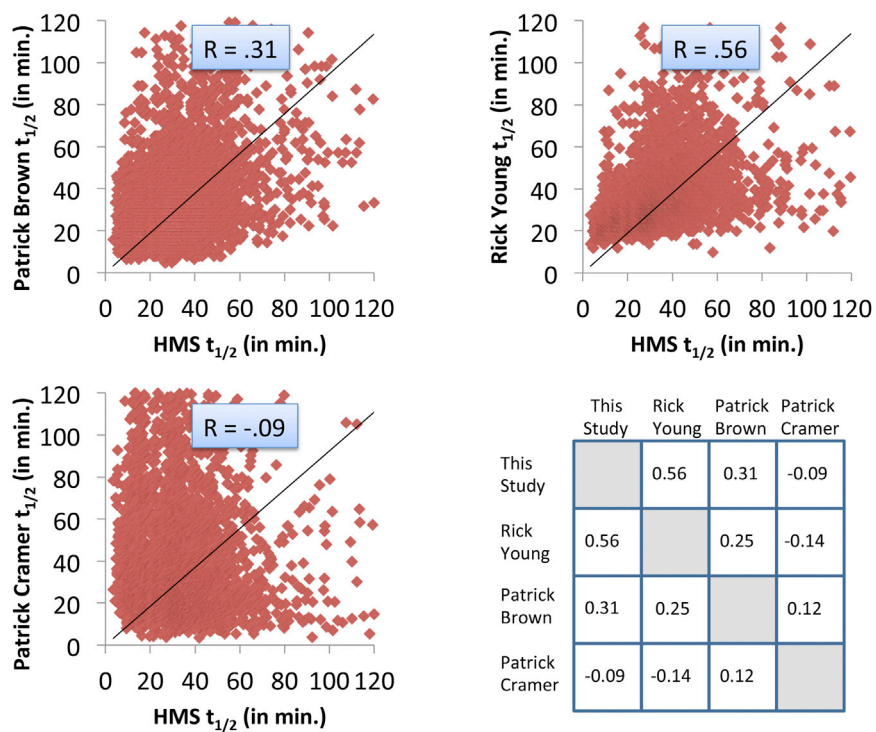 Patrick Brown t1/2 (in min.)
120
100
80
60
40
20
0
R = .31
0 20 40 60 80 100 120
HMS t1/2 (in min.)
Rick Young t1/2 (in min.)
120
100
80
60
40
20
0
R = .56
0 20 40 60 80 100 120
HMS t1/2 (in min.)
Patrick Cramer t1/2 (in min.)
120
100
80
60
40
20
0
R = -.09
0 20 40 60 80 100 120
HMS t1/2 (in min.)
This Rick Patrick Patrick
Study Young Brown Cramer
This
Study
0.56 0.31 -0.09
Rick
Young
0.56 0.25 -0.14
Patrick
Brown
0.31 0.25 0.12
Patrick
Cramer
-0.09 -0.14 0.12